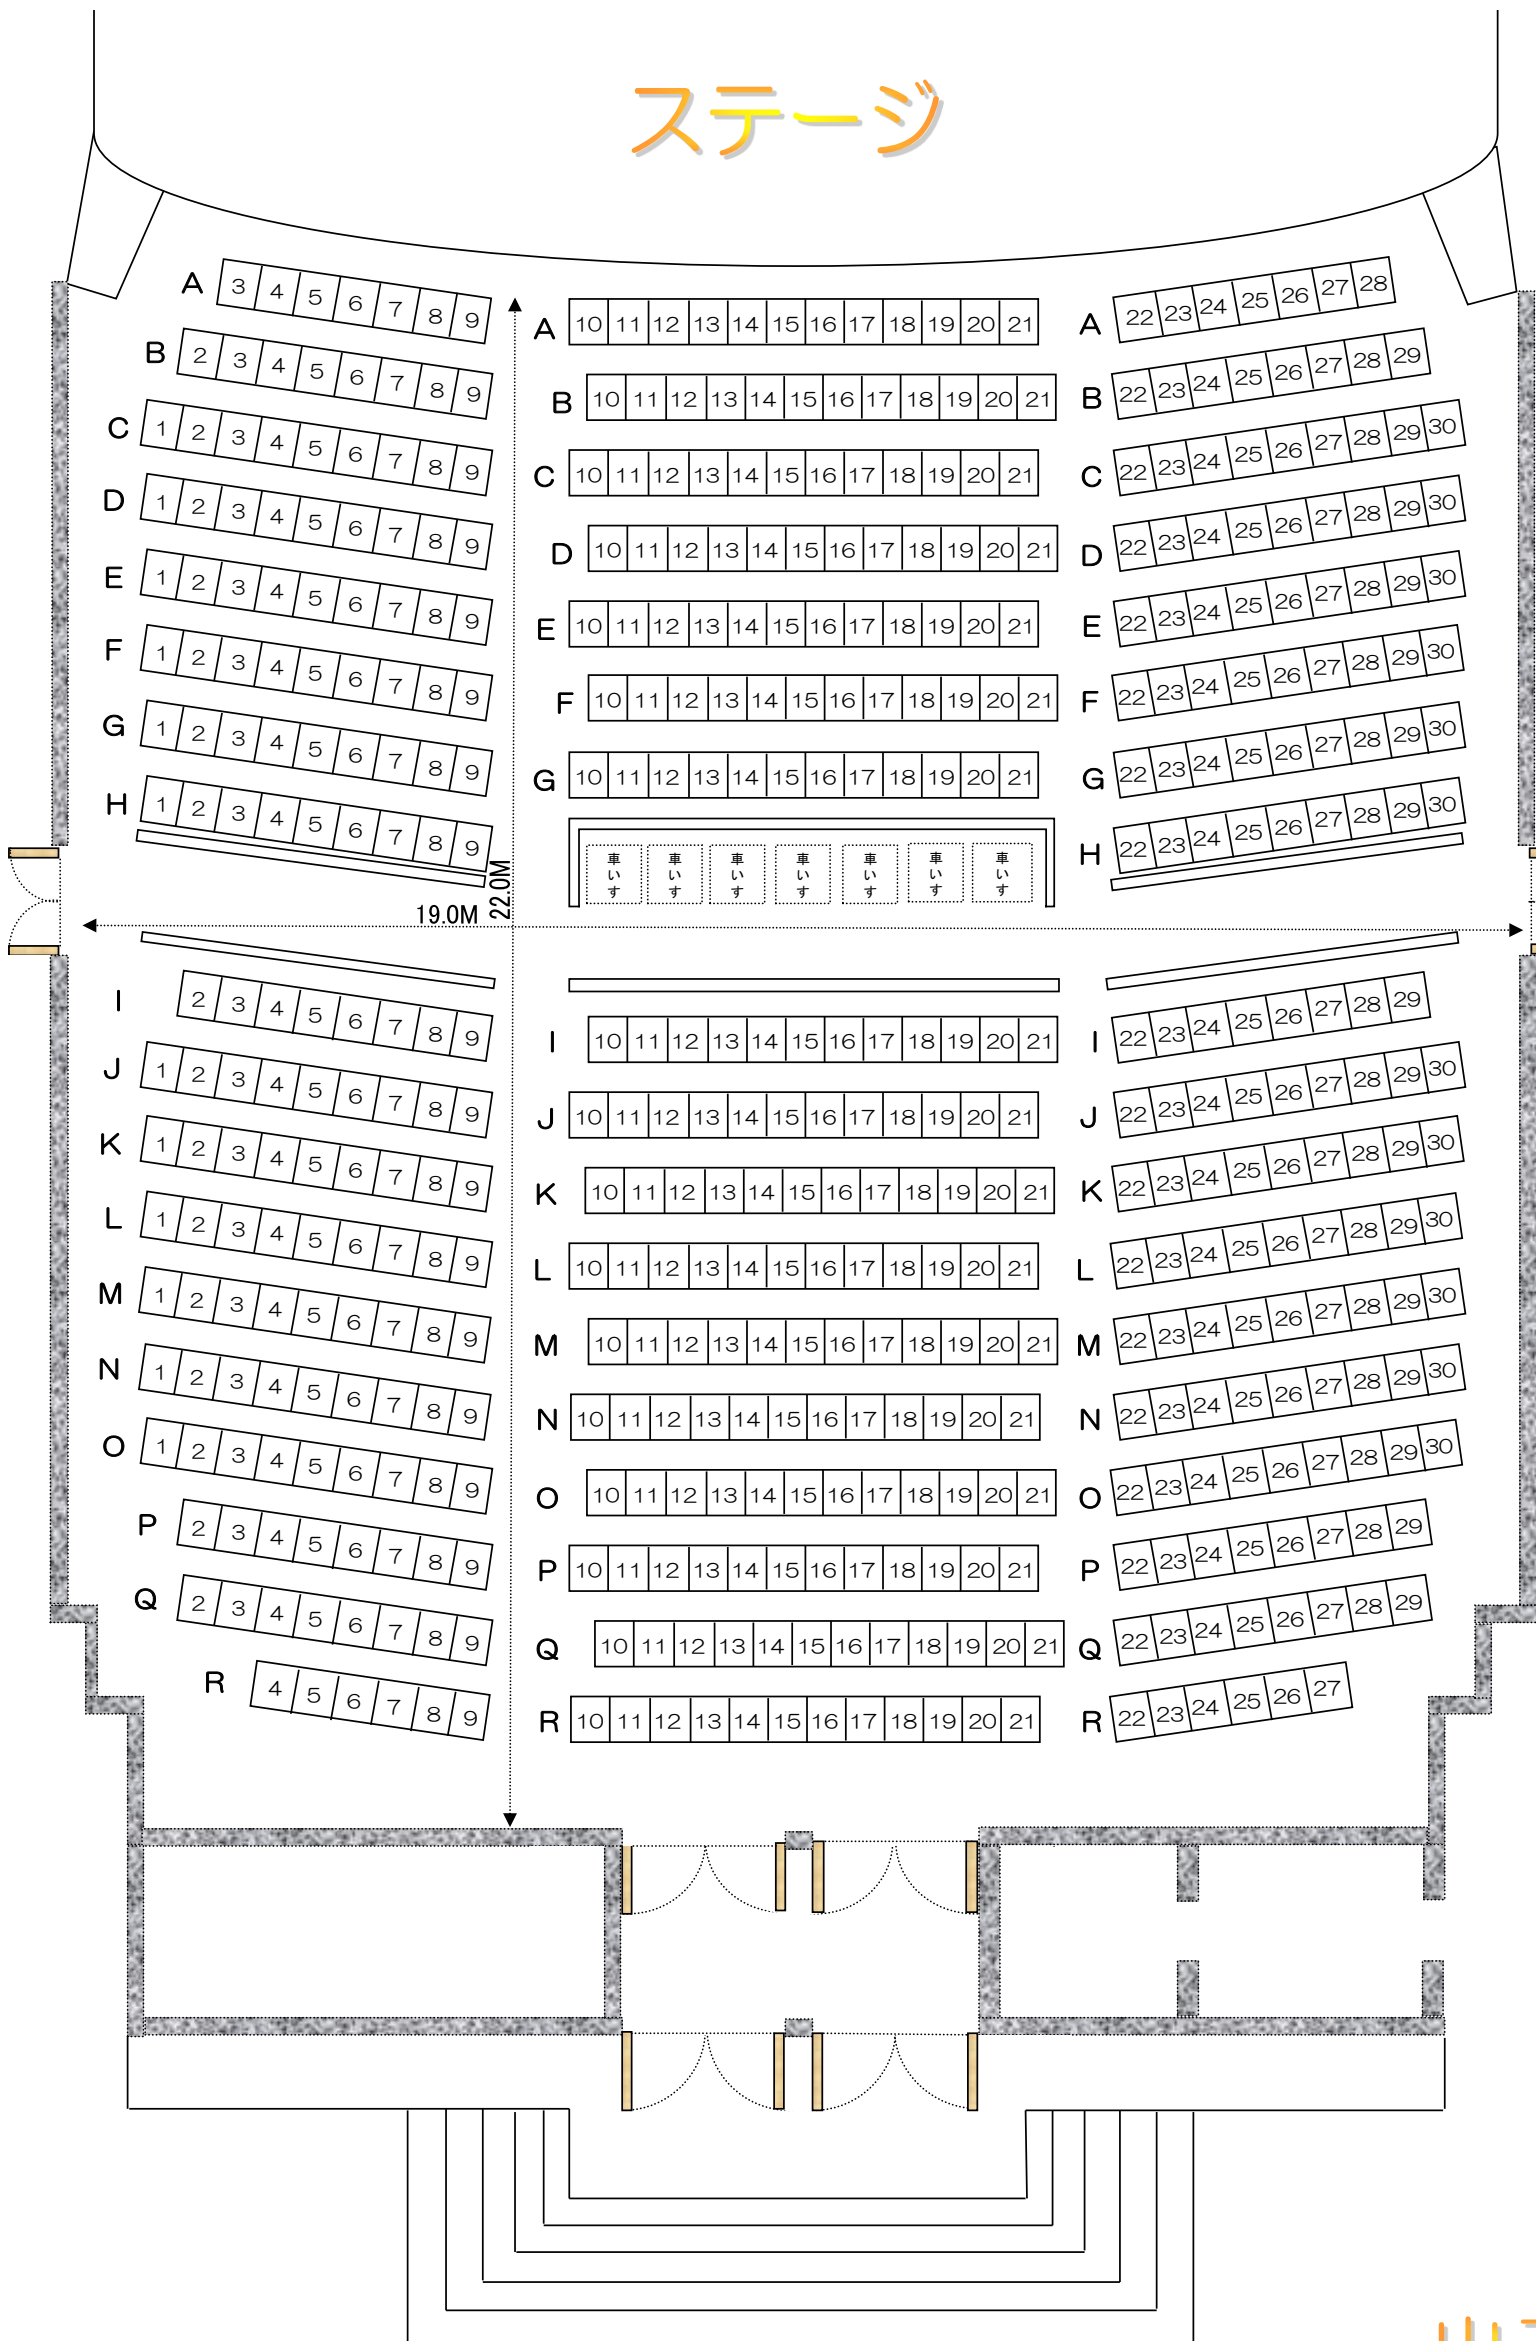 ステージ
A 3 4 5 6 7 8 9
A 10 11 12 13 14 15 16 17 18 19 20 21
A 22 23 24 25 26 27 28
B 2 3 4 5 6 7 8 9
B 10 11 12 13 14 15 16 17 18 19 20 21
B 22 23 24 25 26 27 28 29
C 1 2 3 4 5 6 7 8 9
C 10 11 12 13 14 15 16 17 18 19 20 21
C 22 23 24 25 26 27 28 29 30
D 1 2 3 4 5 6 7 8 9
D 10 11 12 13 14 15 16 17 18 19 20 21
D 22 23 24 25 26 27 28 29 30
E 1 2 3 4 5 6 7 8 9
E 10 11 12 13 14 15 16 17 18 19 20 21
E 22 23 24 25 26 27 28 29 30
F 1 2 3 4 5 6 7 8 9
F 10 11 12 13 14 15 16 17 18 19 20 21
F 22 23 24 25 26 27 28 29 30
G 1 2 3 4 5 6 7 8 9
G 10 11 12 13 14 15 16 17 18 19 20 21
G 22 23 24 25 26 27 28 29 30
H 1 2 3 4 5 6 7 8 9
車いす 車いす 車いす 車いす 車いす 車いす 車いす
H 22 23 24 25 26 27 28 29 30
19.0M
22.0M
I 2 3 4 5 6 7 8 9
I 10 11 12 13 14 15 16 17 18 19 20 21
I 22 23 24 25 26 27 28 29
J 1 2 3 4 5 6 7 8 9
J 10 11 12 13 14 15 16 17 18 19 20 21
J 22 23 24 25 26 27 28 29 30
K 1 2 3 4 5 6 7 8 9
K 10 11 12 13 14 15 16 17 18 19 20 21
K 22 23 24 25 26 27 28 29 30
L 1 2 3 4 5 6 7 8 9
L 10 11 12 13 14 15 16 17 18 19 20 21
L 22 23 24 25 26 27 28 29 30
M 1 2 3 4 5 6 7 8 9
M 10 11 12 13 14 15 16 17 18 19 20 21
M 22 23 24 25 26 27 28 29 30
N 1 2 3 4 5 6 7 8 9
N 10 11 12 13 14 15 16 17 18 19 20 21
N 22 23 24 25 26 27 28 29 30
O 1 2 3 4 5 6 7 8 9
O 10 11 12 13 14 15 16 17 18 19 20 21
O 22 23 24 25 26 27 28 29 30
P 2 3 4 5 6 7 8 9
P 10 11 12 13 14 15 16 17 18 19 20 21
P 22 23 24 25 26 27 28 29
Q 2 3 4 5 6 7 8 9
Q 10 11 12 13 14 15 16 17 18 19 20 21
Q 22 23 24 25 26 27 28 29
R 4 5 6 7 8 9
R 10 11 12 13 14 15 16 17 18 19 20 21
R 22 23 24 25 26 27